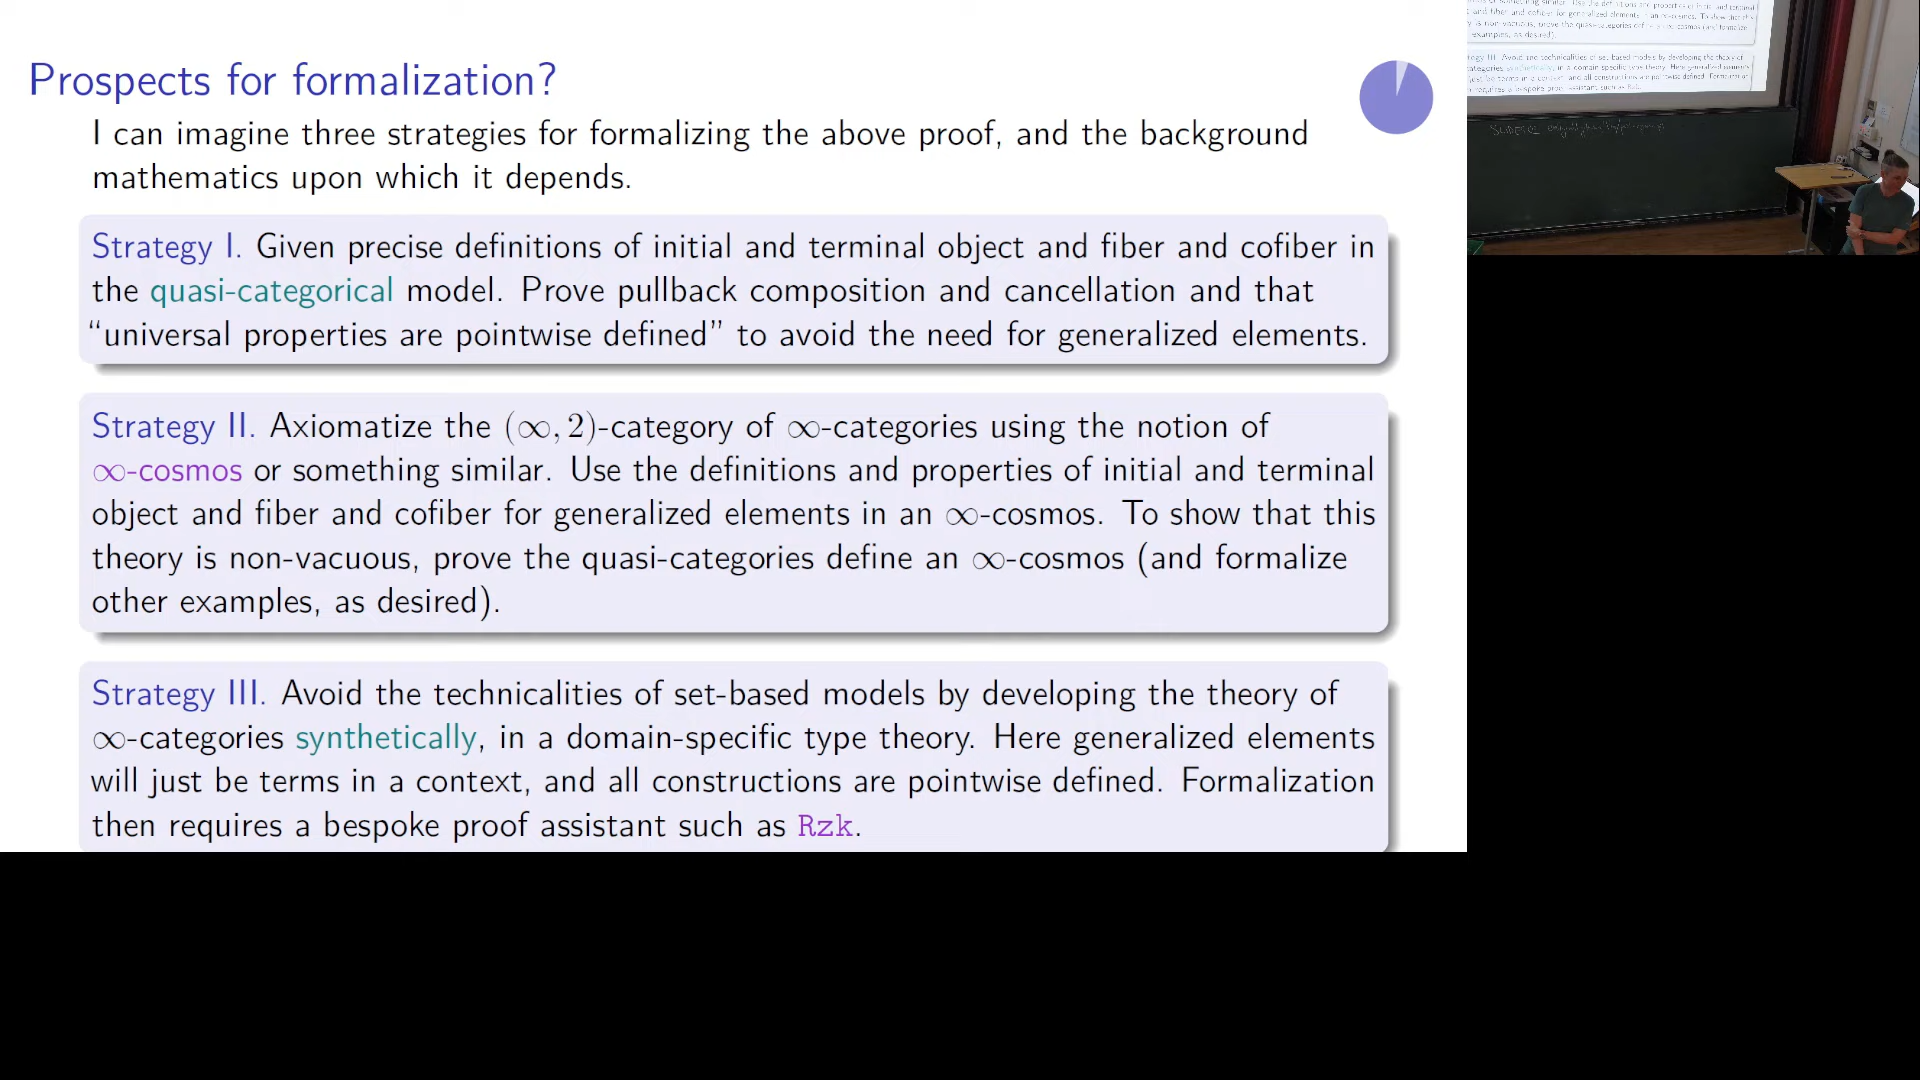 Prospects for formalization?
I can imagine three strategies for formalizing the above proof, and the background
mathematics upon which it depends.
Strategy I. Given precise definitions of initial and terminal object and fiber and cofiber in
the quasi-categorical model. Prove pullback composition and cancellation and that
“universal properties are pointwise defined” to avoid the need for generalized elements.
Strategy II. Axiomatize the (∞, 2)-category of ∞-categories using the notion of
∞-cosmos or something similar. Use the definitions and properties of initial and terminal
object and fiber and cofiber for generalized elements in an ∞-cosmos. To show that this
theory is non-vacuous, prove the quasi-categories define an ∞-cosmos (and formalize
other examples, as desired).
Strategy III. Avoid the technicalities of set-based models by developing the theory of
∞-categories synthetically, in a domain-specific type theory. Here generalized elements
will just be terms in a context, and all constructions are pointwise defined. Formalization
then requires a bespoke proof assistant such as Rzk.